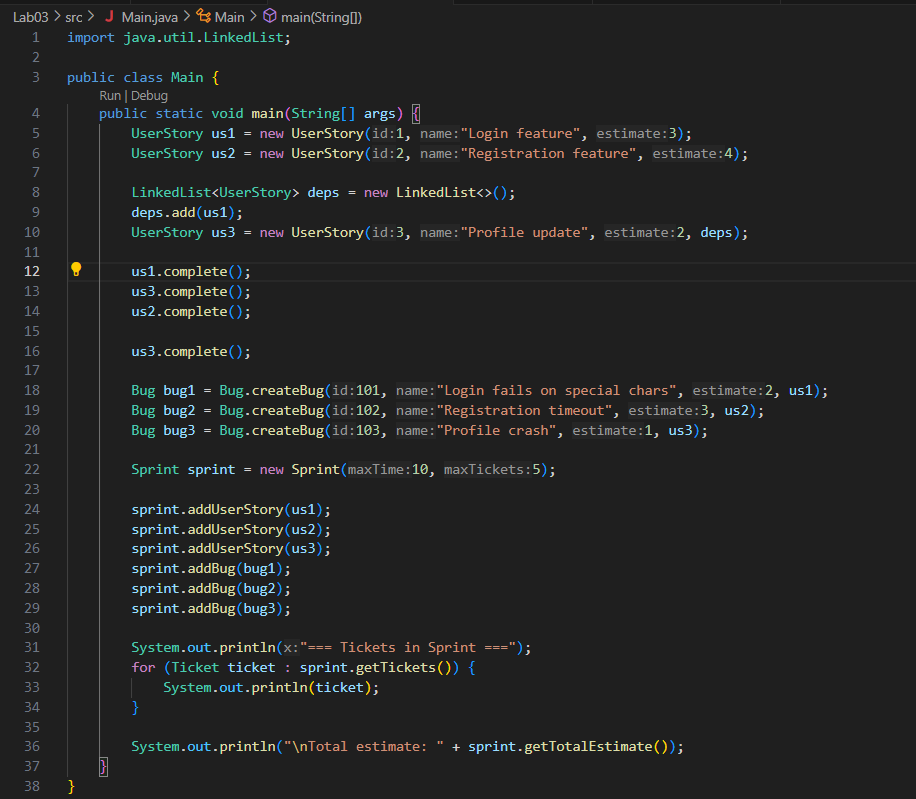 Lab03 > src > J Main.java > Main > main(String[])
1 import java.util.LinkedList;
2
3 public class Main {
Run | Debug
4 public static void main(String[] args) {
5 UserStory us1 = new UserStory(id:1, name:"Login feature", estimate:3);
6 UserStory us2 = new UserStory(id:2, name:"Registration feature", estimate:4);
7
8 LinkedList<UserStory> deps = new LinkedList<>();
9 deps.add(us1);
10 UserStory us3 = new UserStory(id:3, name:"Profile update", estimate:2, deps);
11
12 us1.complete();
13 us3.complete();
14 us2.complete();
15
16 us3.complete();
17
18 Bug bug1 = Bug.createBug(id:101, name:"Login fails on special chars", estimate:2, us1);
19 Bug bug2 = Bug.createBug(id:102, name:"Registration timeout", estimate:3, us2);
20 Bug bug3 = Bug.createBug(id:103, name:"Profile crash", estimate:1, us3);
21
22 Sprint sprint = new Sprint(maxTime:10, maxTickets:5);
23
24 sprint.addUserStory(us1);
25 sprint.addUserStory(us2);
26 sprint.addUserStory(us3);
27 sprint.addBug(bug1);
28 sprint.addBug(bug2);
29 sprint.addBug(bug3);
30
31 System.out.println(x:"=== Tickets in Sprint ===");
32 for (Ticket ticket : sprint.getTickets()) {
33 System.out.println(ticket);
34 }
35
36 System.out.println("\nTotal estimate: " + sprint.getTotalEstimate());
37 }
38 }